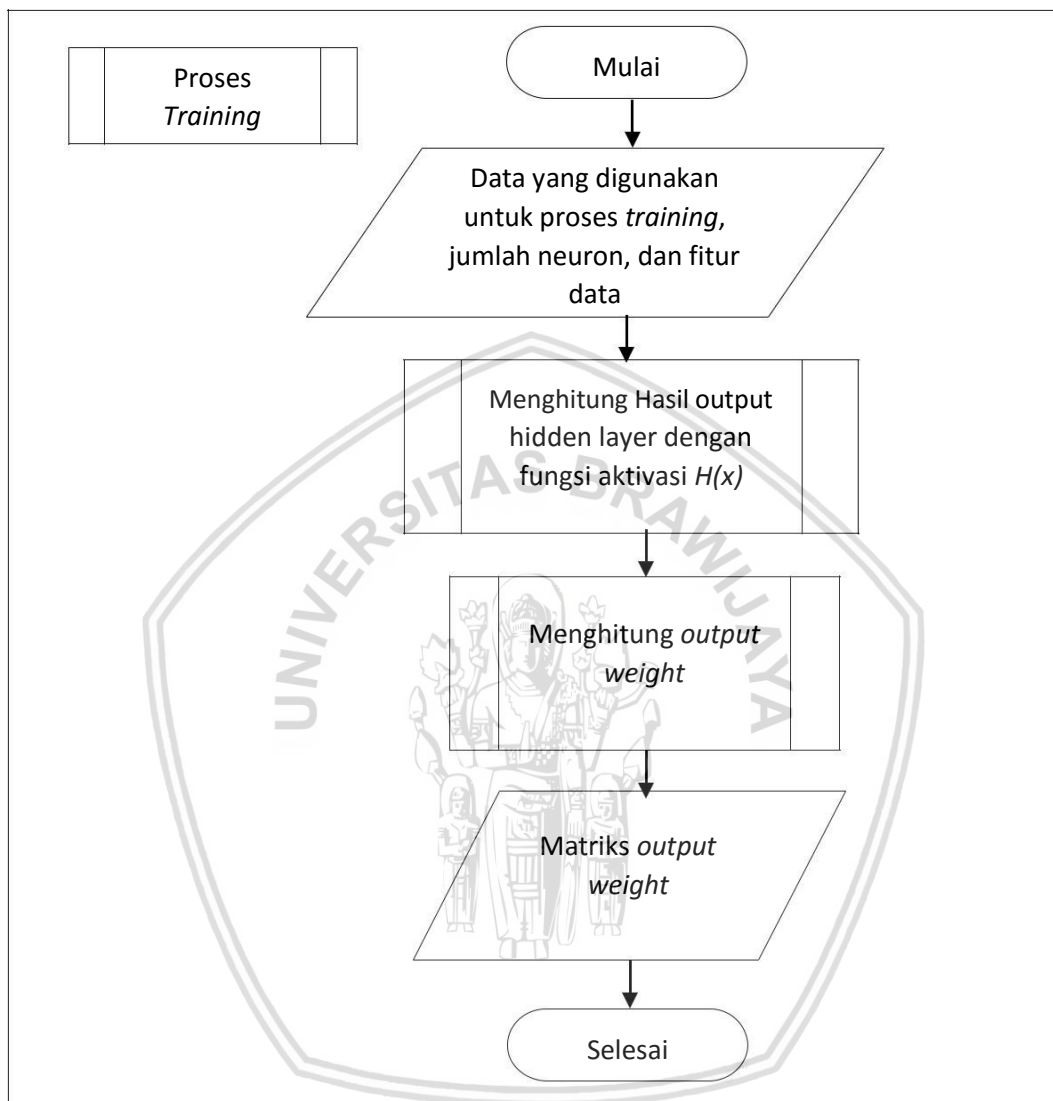 Proses
Training
Mulai
Data yang digunakan
untuk proses training,
jumlah neuron, dan fitur
data
Menghitung Hasil output
hidden layer dengan
fungsi aktivasi H(x)
UNIVERSITAS BRAWIJAYA
Menghitung output
weight
Matriks output
weight
Selesai